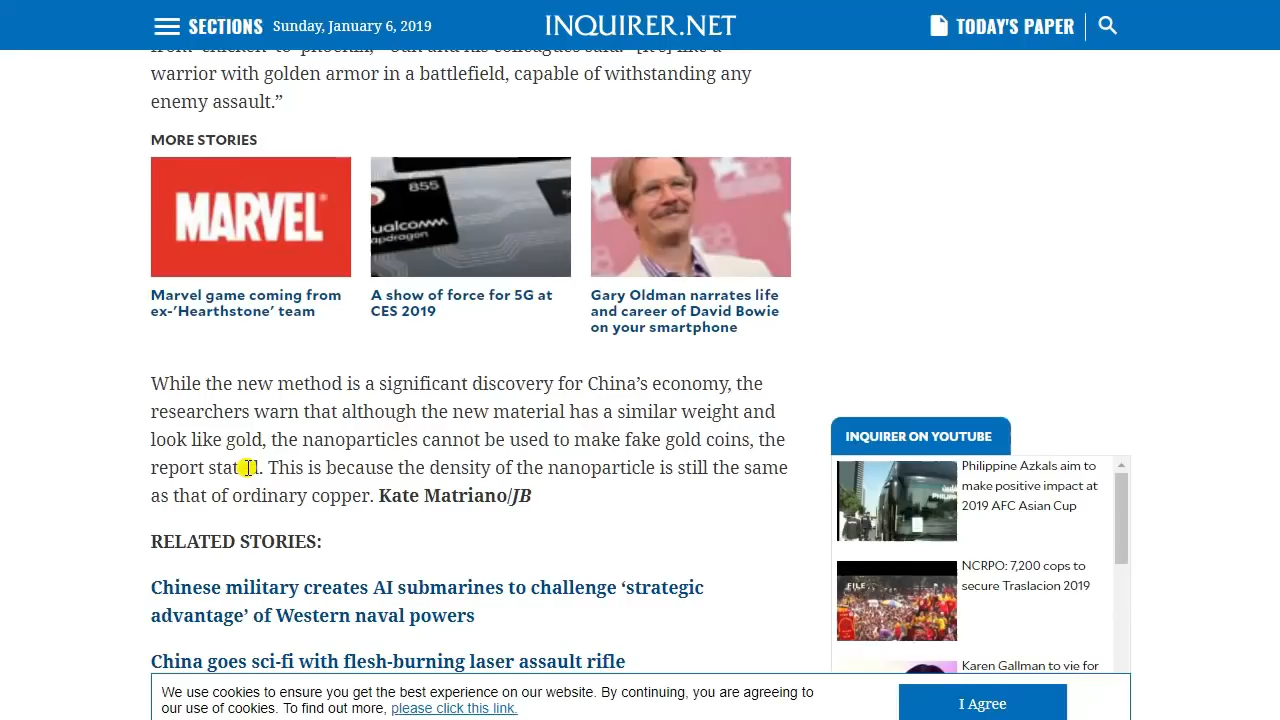 SECTIONS Sunday, January 6, 2019 INQUIRER.NET TODAY'S PAPER
warrior with golden armor in a battlefield, capable of withstanding any
enemy assault.”
MORE STORIES
MARVEL
855
ualcomm
apdragon
Marvel game coming from
ex-'Hearthstone' team
A show of force for 5G at
CES 2019
Gary Oldman narrates life
and career of David Bowie
on your smartphone
While the new method is a significant discovery for China’s economy, the
researchers warn that although the new material has a similar weight and
look like gold, the nanoparticles cannot be used to make fake gold coins, the
report stated. This is because the density of the nanoparticle is still the same
as that of ordinary copper. Kate Matriano/JB
RELATED STORIES:
Chinese military creates AI submarines to challenge ‘strategic
advantage’ of Western naval powers
China goes sci-fi with flesh-burning laser assault rifle
INQUIRER ON YOUTUBE
Philippine Azkals aim to
make positive impact at
2019 AFC Asian Cup
FILE
NCRPO: 7,200 cops to
secure Traslacion 2019
Karen Gallman to vie for
We use cookies to ensure you get the best experience on our website. By continuing, you are agreeing to
our use of cookies. To find out more, please click this link.
I Agree